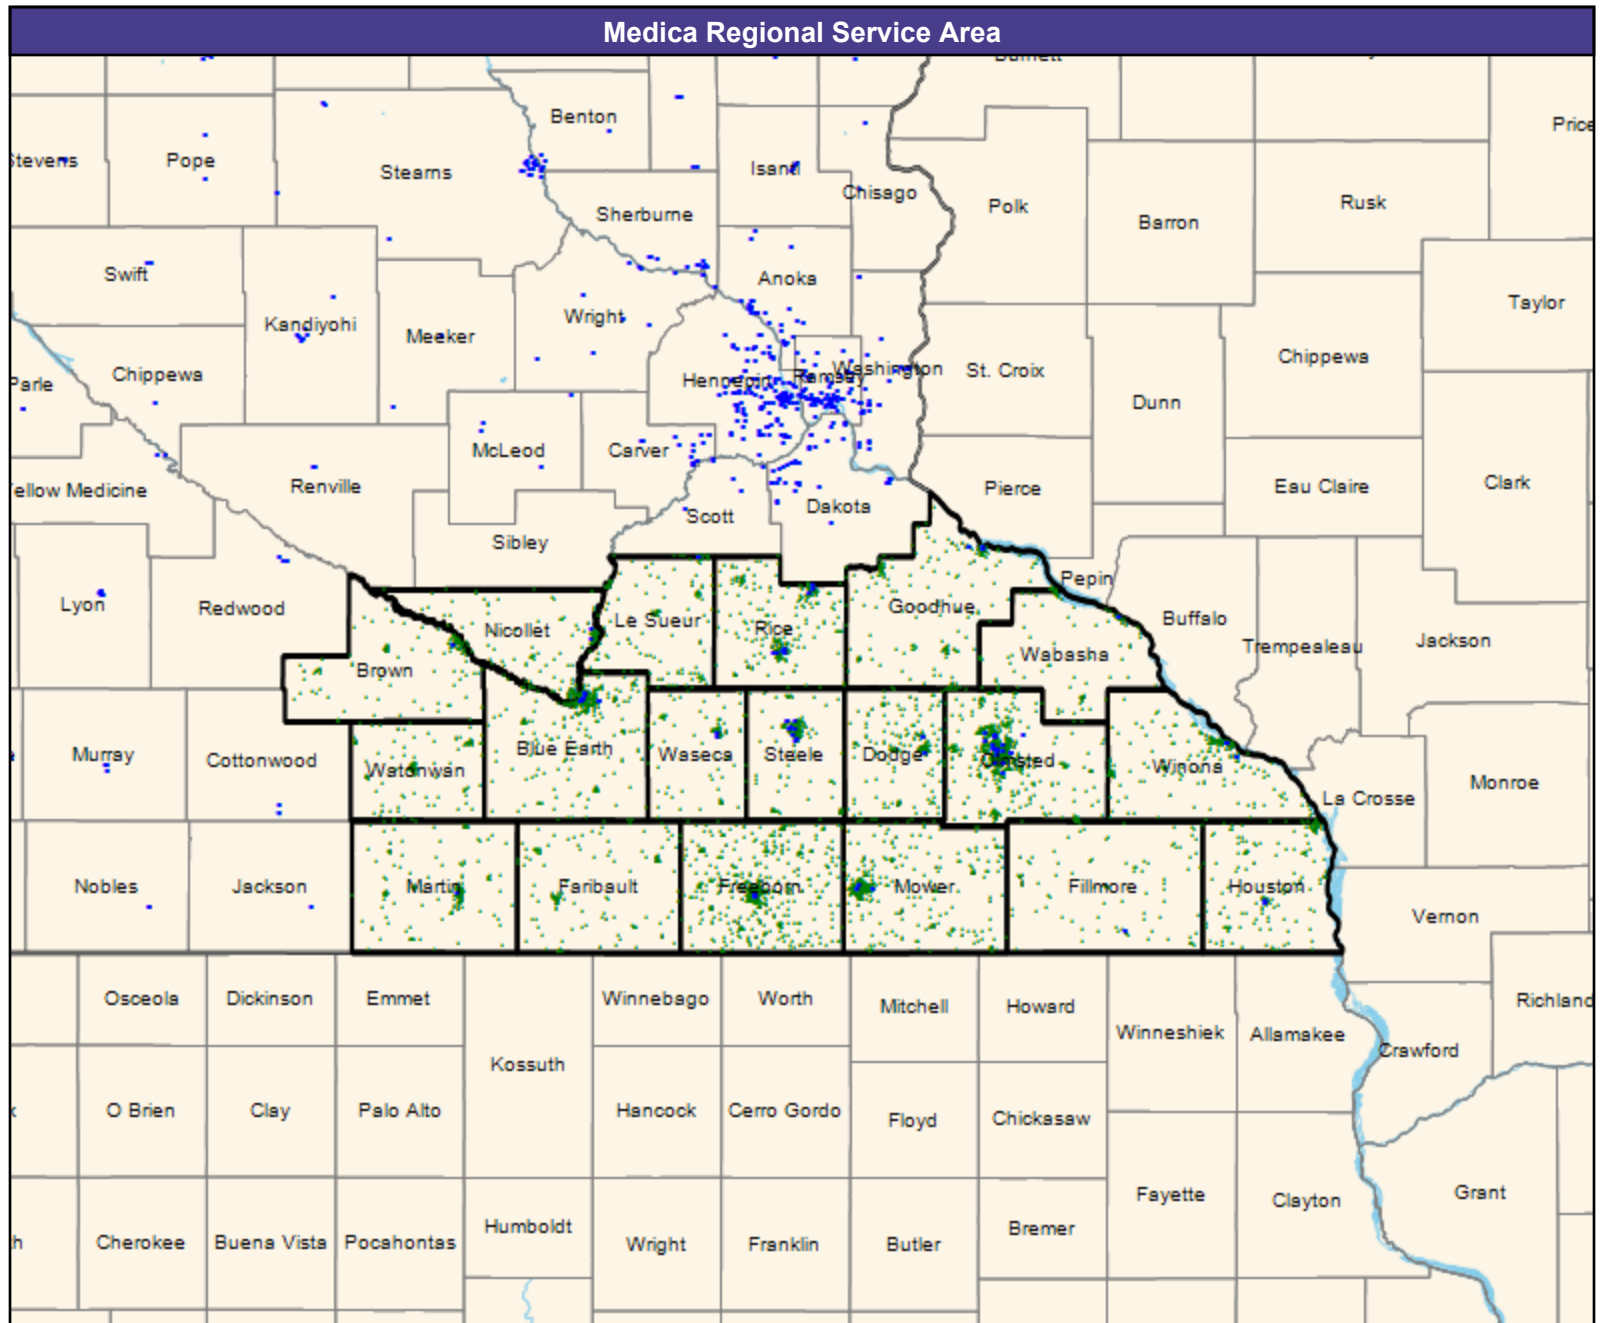 Medica Regional Service Area
Benton
Price
Stevens
Pope
Stearns
Isanti
Chisago
Sherburne
Polk
Barron
Rusk
Swift
Anoka
Taylor
Kandiyohi
Wright
Meeker
Chippewa
Chippewa
Parle
Hennepin
Ramsey
Washington
St. Croix
Dunn
McLeod
Carver
Renville
Yellow Medicine
Pierce
Eau Claire
Clark
Scott
Dakota
Sibley
Pepin
Lyon
Redwood
Nicollet
Le Sueur
Rice
Goodhue
Buffalo
Trempealeau
Jackson
Brown
Wabasha
Murray
Cottonwood
Watonwan
Blue Earth
Waseca
Steele
Dodge
Olmsted
Winona
La Crosse
Monroe
Nobles
Jackson
Martin
Faribault
Freeborn
Mower
Fillmore
Houston
Vernon
Osceola
Dickinson
Emmet
Winnebago
Worth
Mitchell
Howard
Winneshiek
Allamakee
Crawford
Richland
Kossuth
O Brien
Clay
Palo Alto
Hancock
Cerro Gordo
Floyd
Chickasaw
Fayette
Clayton
Grant
Cherokee
Buena Vista
Pocahontas
Humboldt
Wright
Franklin
Butler
Bremer